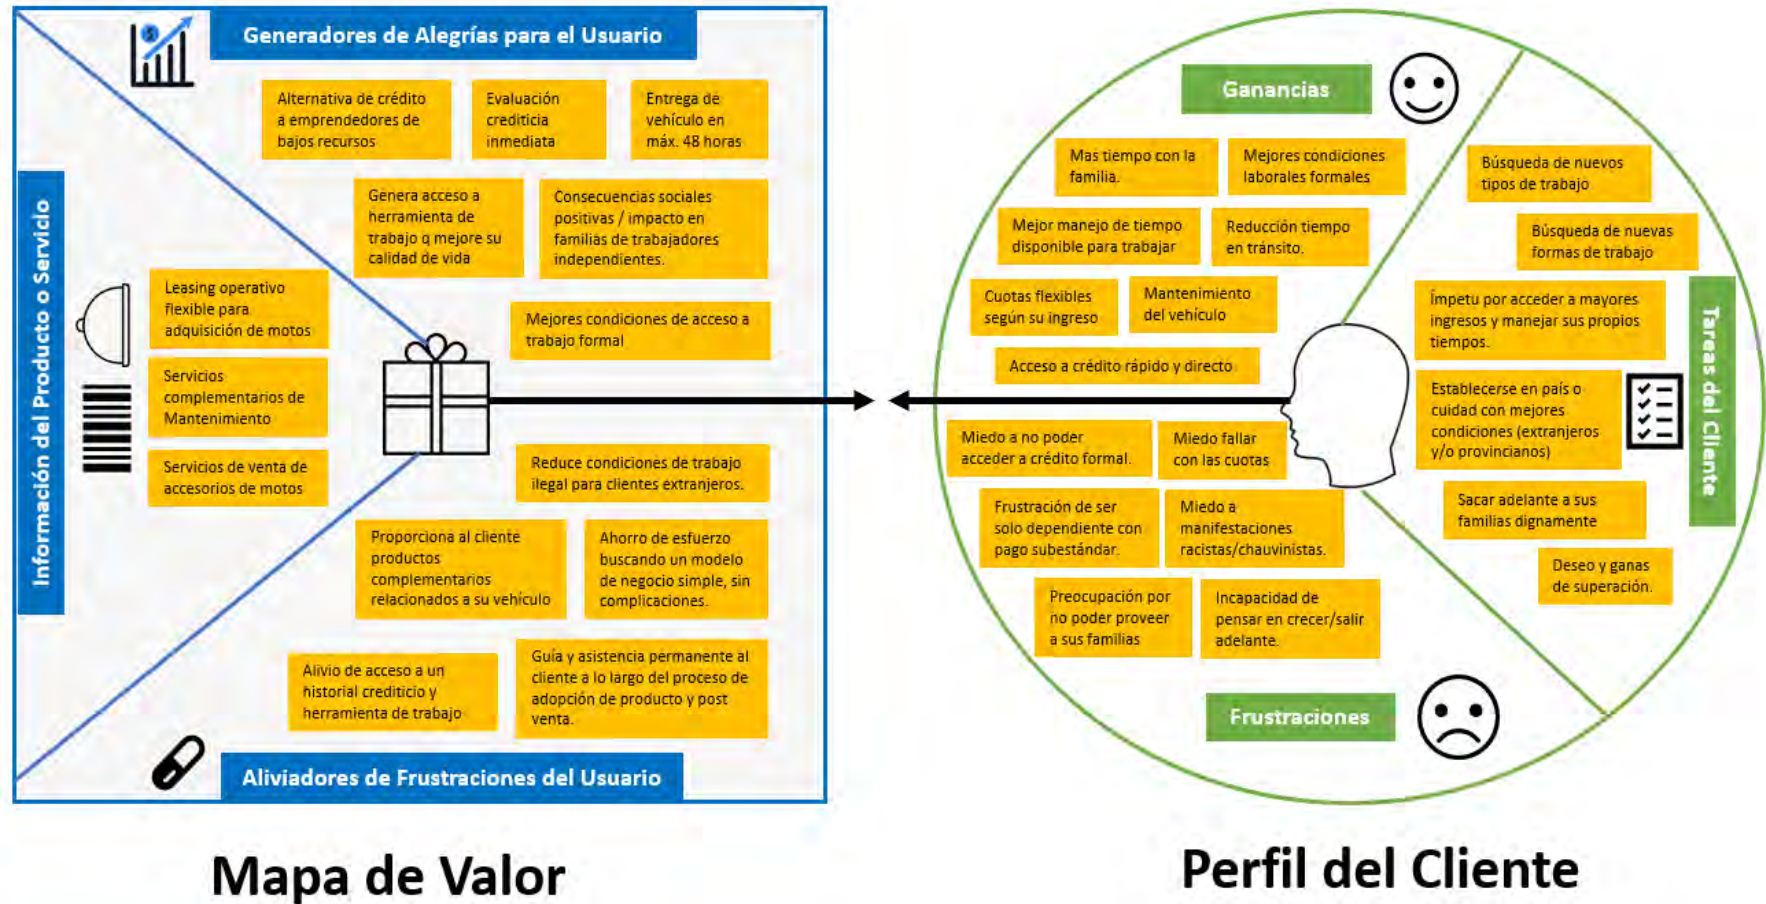 Generadores de Alegrías para el Usuario
Alternativa de crédito
a emprendedores de
bajos recursos
Evaluación
crediticia
inmediata
Entrega de
vehículo en
máx. 48 horas
Genera acceso a
herramienta de
trabajo q mejore su
calidad de vida
Consecuencias sociales
positivas / impacto en
familias de trabajadores
independientes.
Mejores condiciones de acceso a
trabajo formal
Información del Producto o Servicio
Leasing operativo
flexible para
adquisición de motos
Servicios
complementarios de
Mantenimiento
Servicios de venta de
accesorios de motos
Reduce condiciones de trabajo
ilegal para clientes extranjeros.
Proporciona al cliente
productos
complementarios
relacionados a su vehículo
Ahorro de esfuerzo
buscando un modelo
de negocio simple, sin
complicaciones.
Alivio de acceso a un
historial crediticio y
herramienta de trabajo
Guía y asistencia permanente al
cliente a lo largo del proceso de
adopción de producto y post
venta.
Aliviadores de Frustraciones del Usuario
Mapa de Valor
Ganancias
Mas tiempo con la
familia.
Mejores condiciones
laborales formales
Mejor manejo de tiempo
disponible para trabajar
Reducción tiempo
en tránsito.
Cuotas flexibles
según su ingreso
Mantenimiento
del vehículo
Acceso a crédito rápido y directo
Búsqueda de nuevos
tipos de trabajo
Búsqueda de nuevas
formas de trabajo
Ímpetu por acceder a mayores
ingresos y manejar sus propios
tiempos.
Establecerse en país o
cuidad con mejores
condiciones (extranjeros
y/o provincianos)
Sacar adelante a sus
familias dignamente
Deseo y ganas
de superación.
Tareas del Cliente
Miedo a no poder
acceder a crédito formal.
Miedo fallar
con las cuotas
Frustración de ser
solo dependiente con
pago subestándar.
Miedo a
manifestaciones
racistas/chauvinistas.
Preocupación por
no poder proveer
a sus familias
Incapacidad de
pensar en crecer/salir
adelante.
Frustraciones
Perfil del Cliente